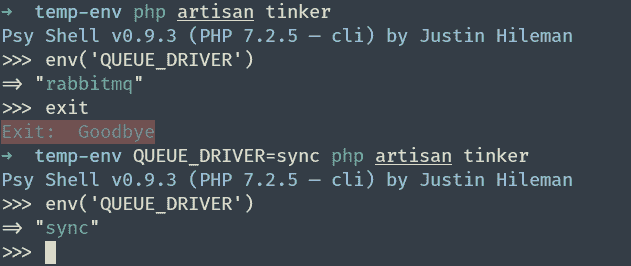 ➜  temp-env php artisan tinker
Psy Shell v0.9.3 (PHP 7.2.5 — cli) by Justin Hileman
>>> env('QUEUE_DRIVER')
=> "rabbitmq"
>>> exit
Exit:  Goodbye
➜  temp-env QUEUE_DRIVER=sync php artisan tinker
Psy Shell v0.9.3 (PHP 7.2.5 — cli) by Justin Hileman
>>> env('QUEUE_DRIVER')
=> "sync"
>>>